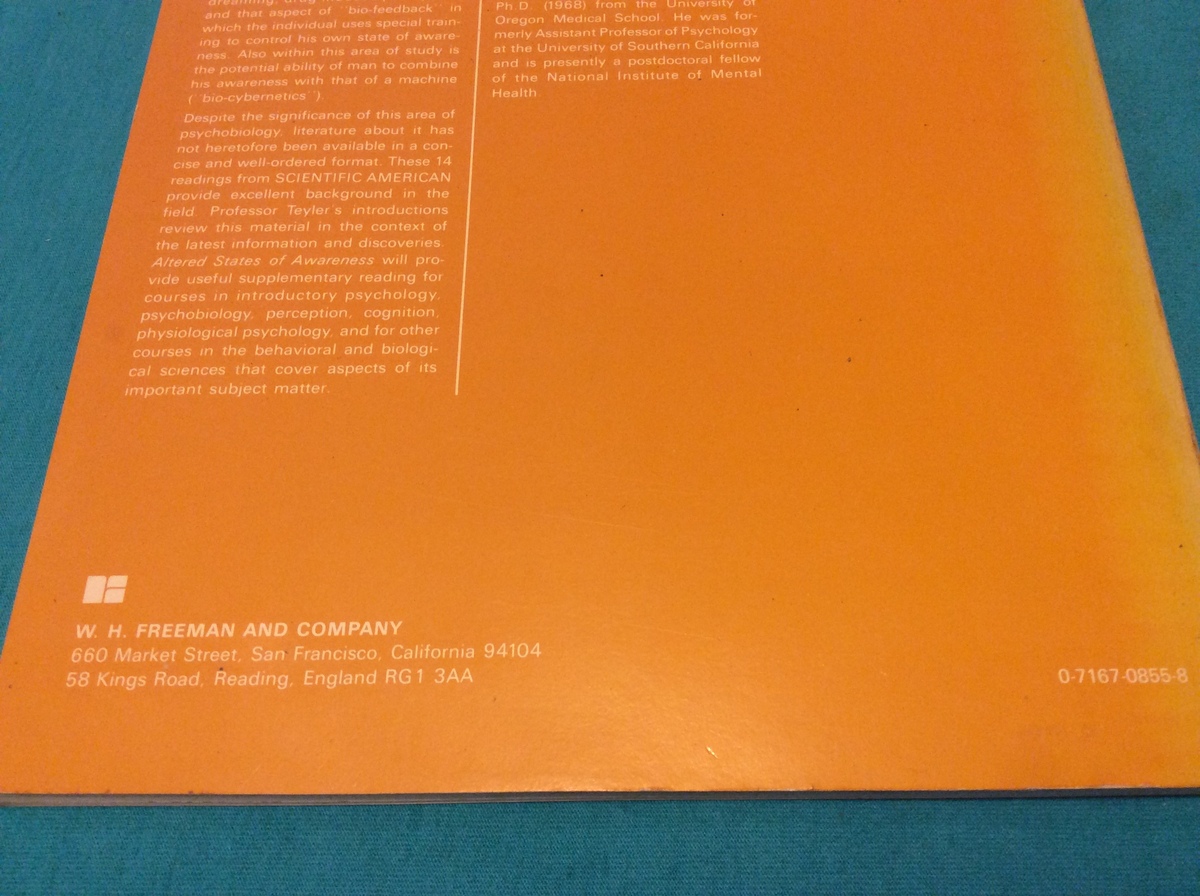 and that aspect of "bio-feedback" in
which the individual uses special train-
ing to control his own state of aware-
ness. Also within this area of study is
the potential ability of man to combine
his awareness with that of a machine
("bio-cybernetics").
Despite the significance of this area of
psychobiology, literature about it has
not heretofore been available in a con-
cise and well-ordered format. These 14
readings from SCIENTIFIC AMERICAN
provide excellent background in the
field. Professor Teyler's introductions
review this material in the context of
the latest information and discoveries.
Altered States of Awareness will pro-
vide useful supplementary reading for
courses in introductory psychology,
psychobiology, perception, cognition,
physiological psychology, and for other
courses in the behavioral and biologi-
cal sciences that cover aspects of its
important subject matter.
Ph.D. (1968) from the University of
Oregon Medical School. He was for-
merly Assistant Professor of Psychology
at the University of Southern California
and is presently a postdoctoral fellow
of the National Institute of Mental
Health.
W. H. FREEMAN AND COMPANY
660 Market Street, San Francisco, California 94104
58 Kings Road, Reading, England RG1 3AA
0-7167-0855-8